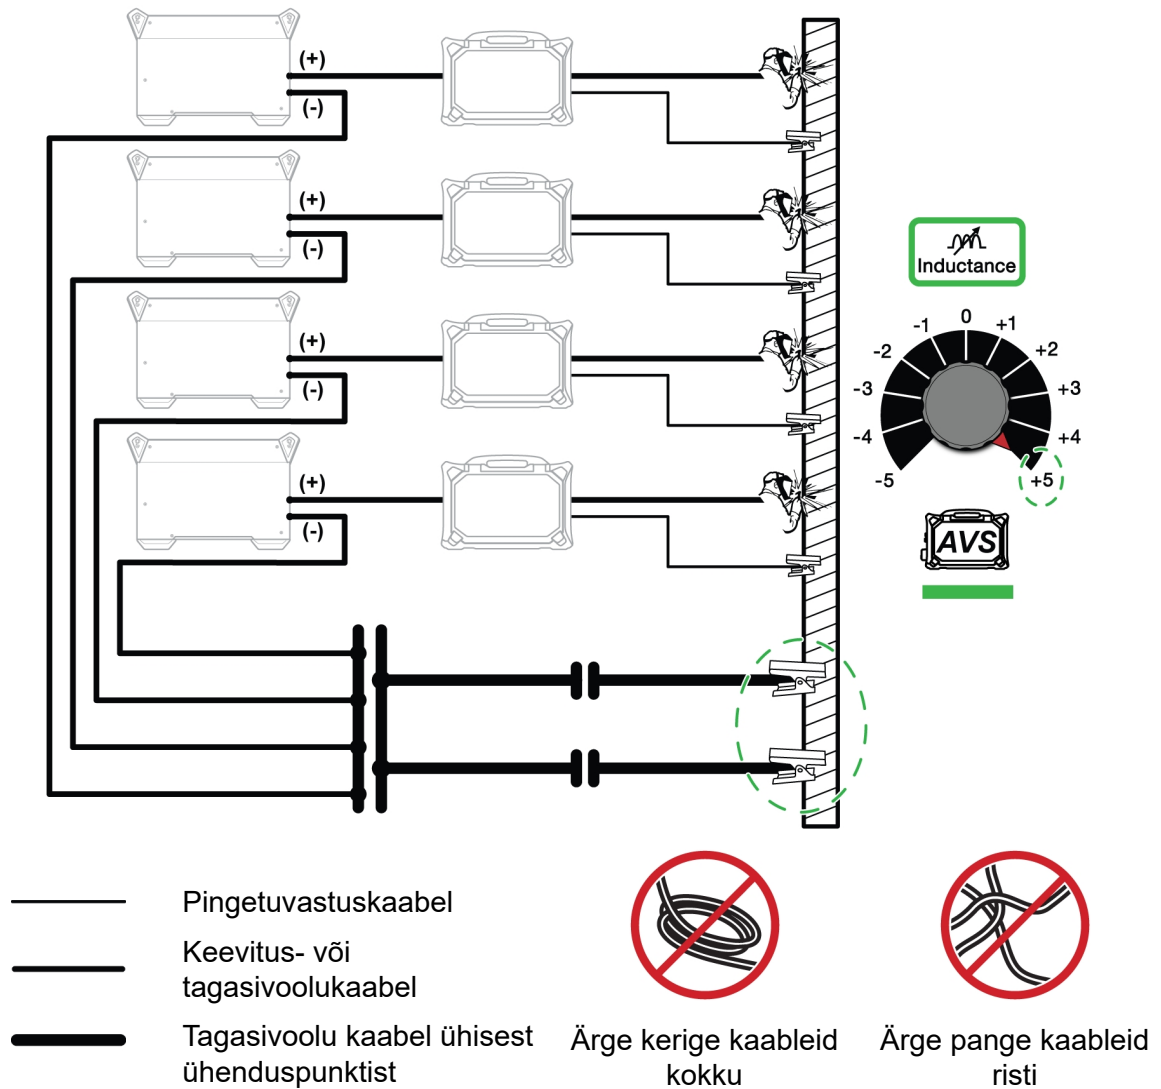 (+)
(-)
(+)
(-)
(+)
(-)
(+)
(-)
Inductance
-5
-4
-3
-2
-1
0
+1
+2
+3
+4
+5
AVS
Pingetuvastuskaabel
Keevitus- või
tagasivoolukaabel
Tagasivoolu kaabel ühisest
ühenduspunktist
Ärge kerige kaableid
kokku
Ärge pange kaableid
risti